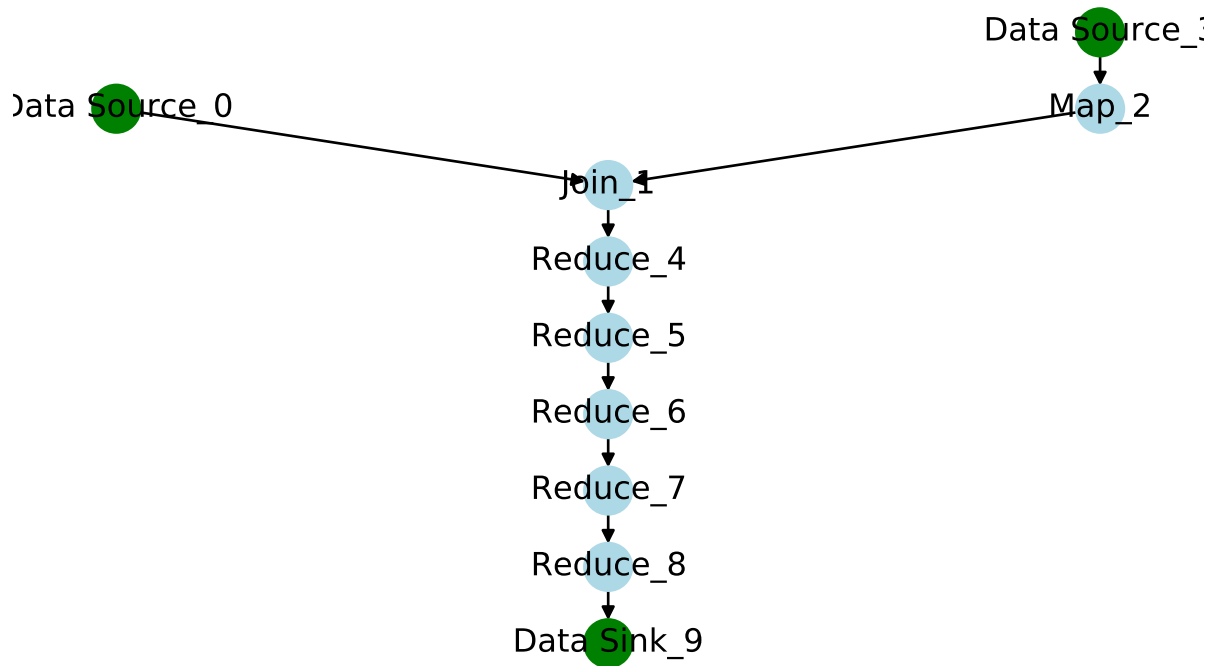 Data Source_3
Data Source_0
Map_2
Join_1
Reduce_4
Reduce_5
Reduce_6
Reduce_7
Reduce_8
Data Sink_9